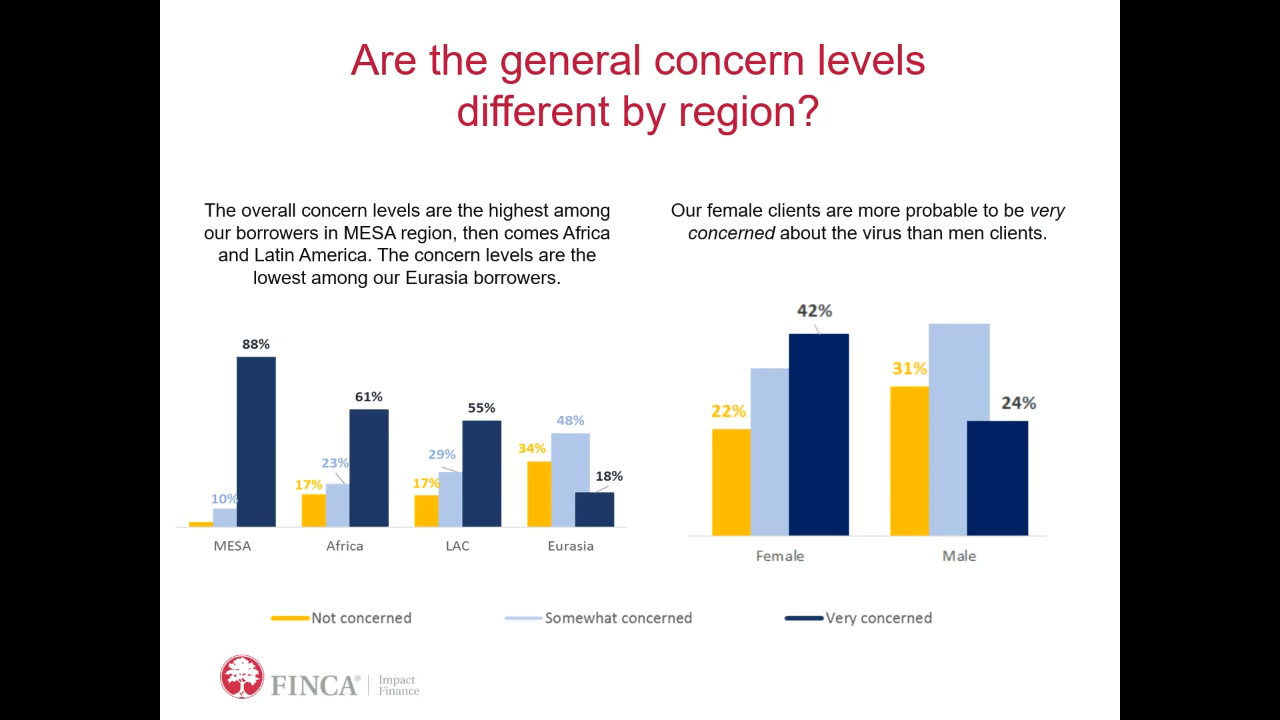 Are the general concern levels
different by region?
The overall concern levels are the highest among
our borrowers in MESA region, then comes Africa
and Latin America. The concern levels are the
lowest among our Eurasia borrowers.
Our female clients are more probable to be very
concerned about the virus than men clients.
88%
10%
61%
23%
17%
55%
29%
17%
48%
34%
18%
MESA
Africa
LAC
Eurasia
42%
22%
31%
24%
Female
Male
Not concerned
Somewhat concerned
Very concerned
FINCA®
Impact
Finance